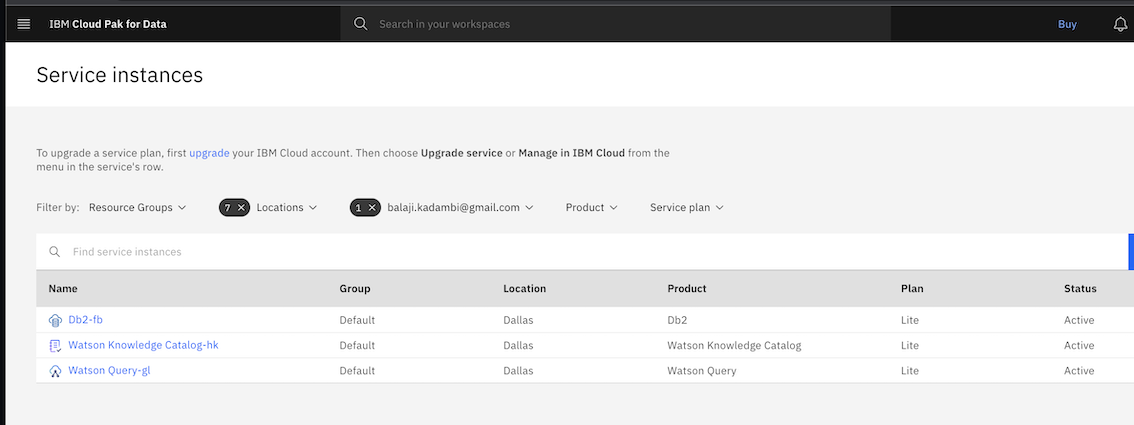 IBM Cloud Pak for Data Search in your workspaces Buy
Service instances
To upgrade a service plan, first upgrade your IBM Cloud account. Then choose Upgrade service or Manage in IBM Cloud from the
menu in the service's row.
Filter by: Resource Groups 7 × Locations 1 × balaji.kadambi@gmail.com Product Service plan
Find service instances
Name Group Location Product Plan Status
Db2-fb Default Dallas Db2 Lite Active
Watson Knowledge Catalog-hk Default Dallas Watson Knowledge Catalog Lite Active
Watson Query-gl Default Dallas Watson Query Lite Active